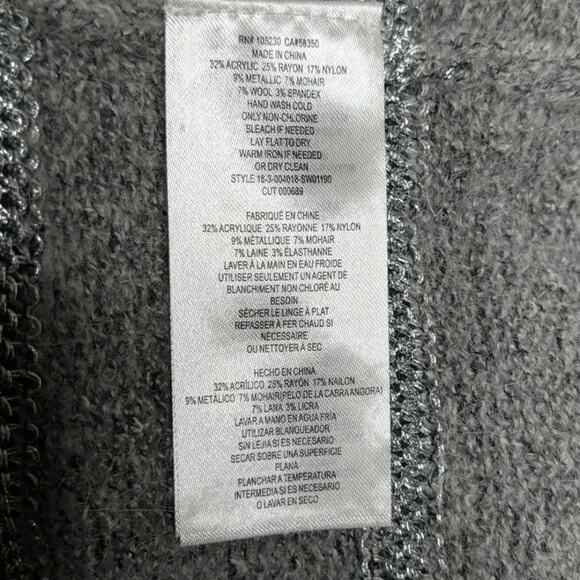 RN# 105230 CA#58350
MADE IN CHINA
32% ACRYLIC 25% RAYON 17% NYLON
9% METALLIC 7% MOHAIR
7% WOOL 3% SPANDEX
HAND WASH COLD
ONLY NON-CHLORINE
BLEACH IF NEEDED
LAY FLAT TO DRY
WARM IRON IF NEEDED
OR DRY CLEAN
STYLE 18-3-004018-SW01190
CUT 000689
FABRIQUÉ EN CHINE
32% ACRYLIQUE 25% RAYONNE 17% NYLON
9% MÉTALLIQUE 7% MOHAIR
7% LAINE 3% ÉLASTHANNE
LAVER À LA MAIN EN EAU FROIDE
UTILISER SEULEMENT UN AGENT DE
BLANCHIMENT NON CHLORÉ AU
BESOIN
SÉCHER LE LINGE À PLAT
REPASSER À FER CHAUD SI
NÉCESSAIRE
OU NETTOYER À SEC
HECHO EN CHINA
32% ACRÍLICO 25% RAYÓN 17% NAILON
9% METÁLICO 7% MOHAIR(PELO DE LA CABRA ANGORA)
7% LANA 3% LICRA
LAVAR A MANO EN AGUA FRÍA
UTILIZAR BLANQUEADOR
SIN LEJIA SI ES NECESARIO
SECAR SOBRE UNA SUPERFICIE
PLANA
PLANCHAR A TEMPERATURA
INTERMEDIA SI ES NECESARIO
O LAVAR EN SECO